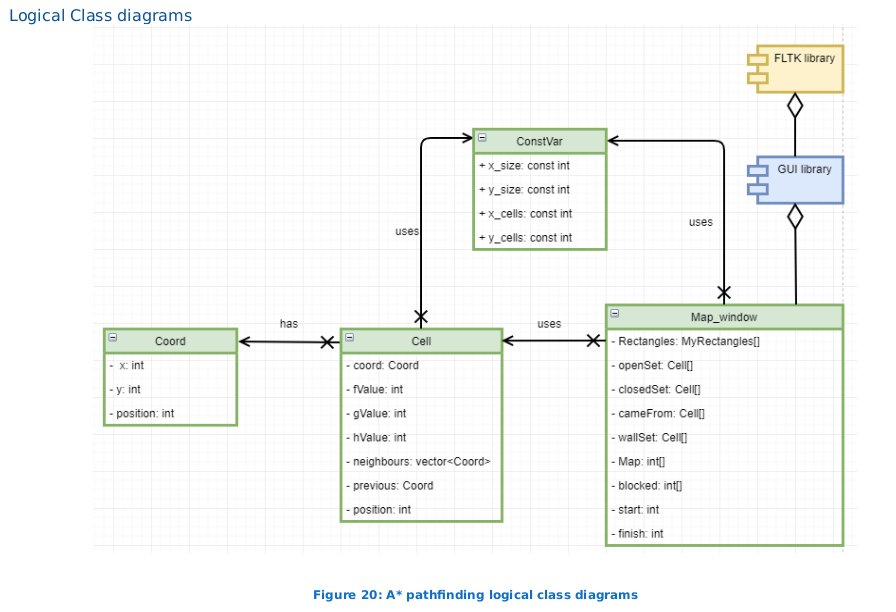 Logical Class diagrams
FLTK library
GUI library
ConstVar
+ x_size: const int
+ y_size: const int
+ x_cells: const int
+ y_cells: const int
uses
uses
Coord
- x: int
- y: int
- position: int
has
Cell
- coord: Coord
- fValue: int
- gValue: int
- hValue: int
- neighbours: vector<Coord>
- previous: Coord
- position: int
uses
Map_window
- Rectangles: MyRectangles[]
- openSet: Cell[]
- closedSet: Cell[]
- cameFrom: Cell[]
- wallSet: Cell[]
- Map: int[]
- blocked: int[]
- start: int
- finish: int
Figure 20: A* pathfinding logical class diagrams